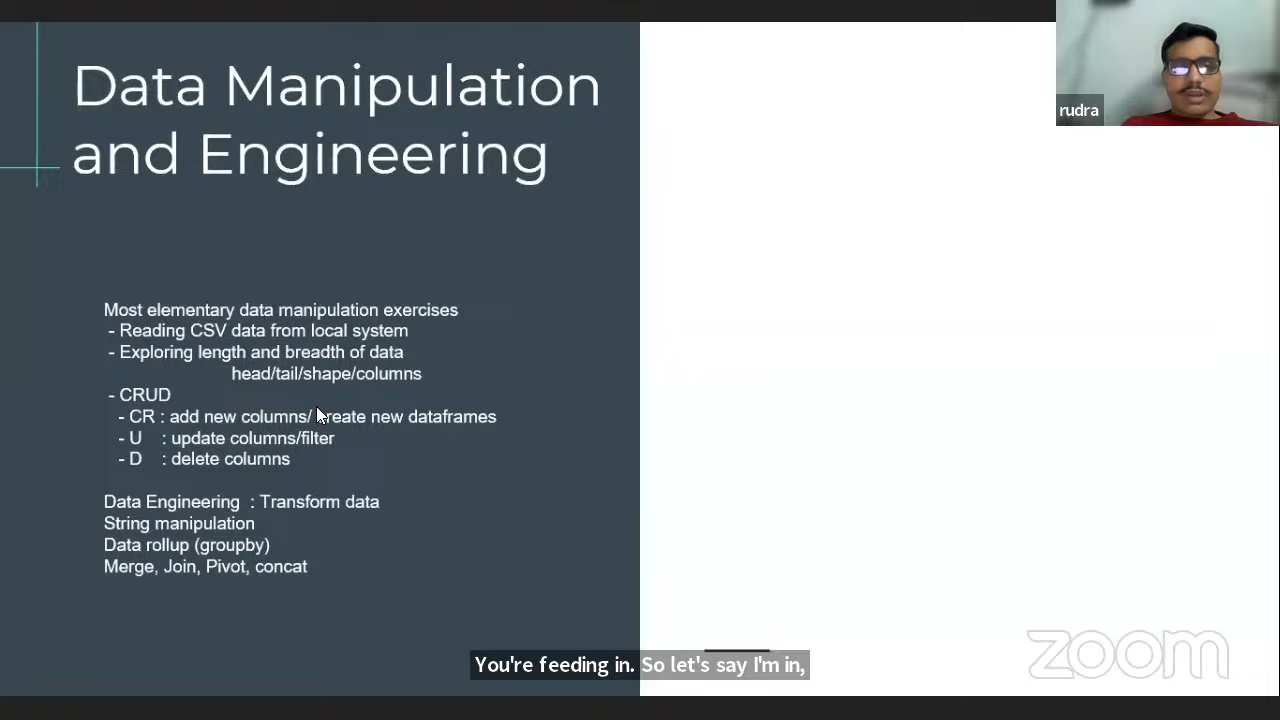 Data Manipulation
and Engineering
rudra
Most elementary data manipulation exercises
- Reading CSV data from local system
- Exploring length and breadth of data
head/tail/shape/columns
- CRUD
- CR : add new columns/ create new dataframes
- U : update columns/filter
- D : delete columns
Data Engineering : Transform data
String manipulation
Data rollup (groupby)
Merge, Join, Pivot, concat
You're feeding in. So let's say I'm in,
zoom